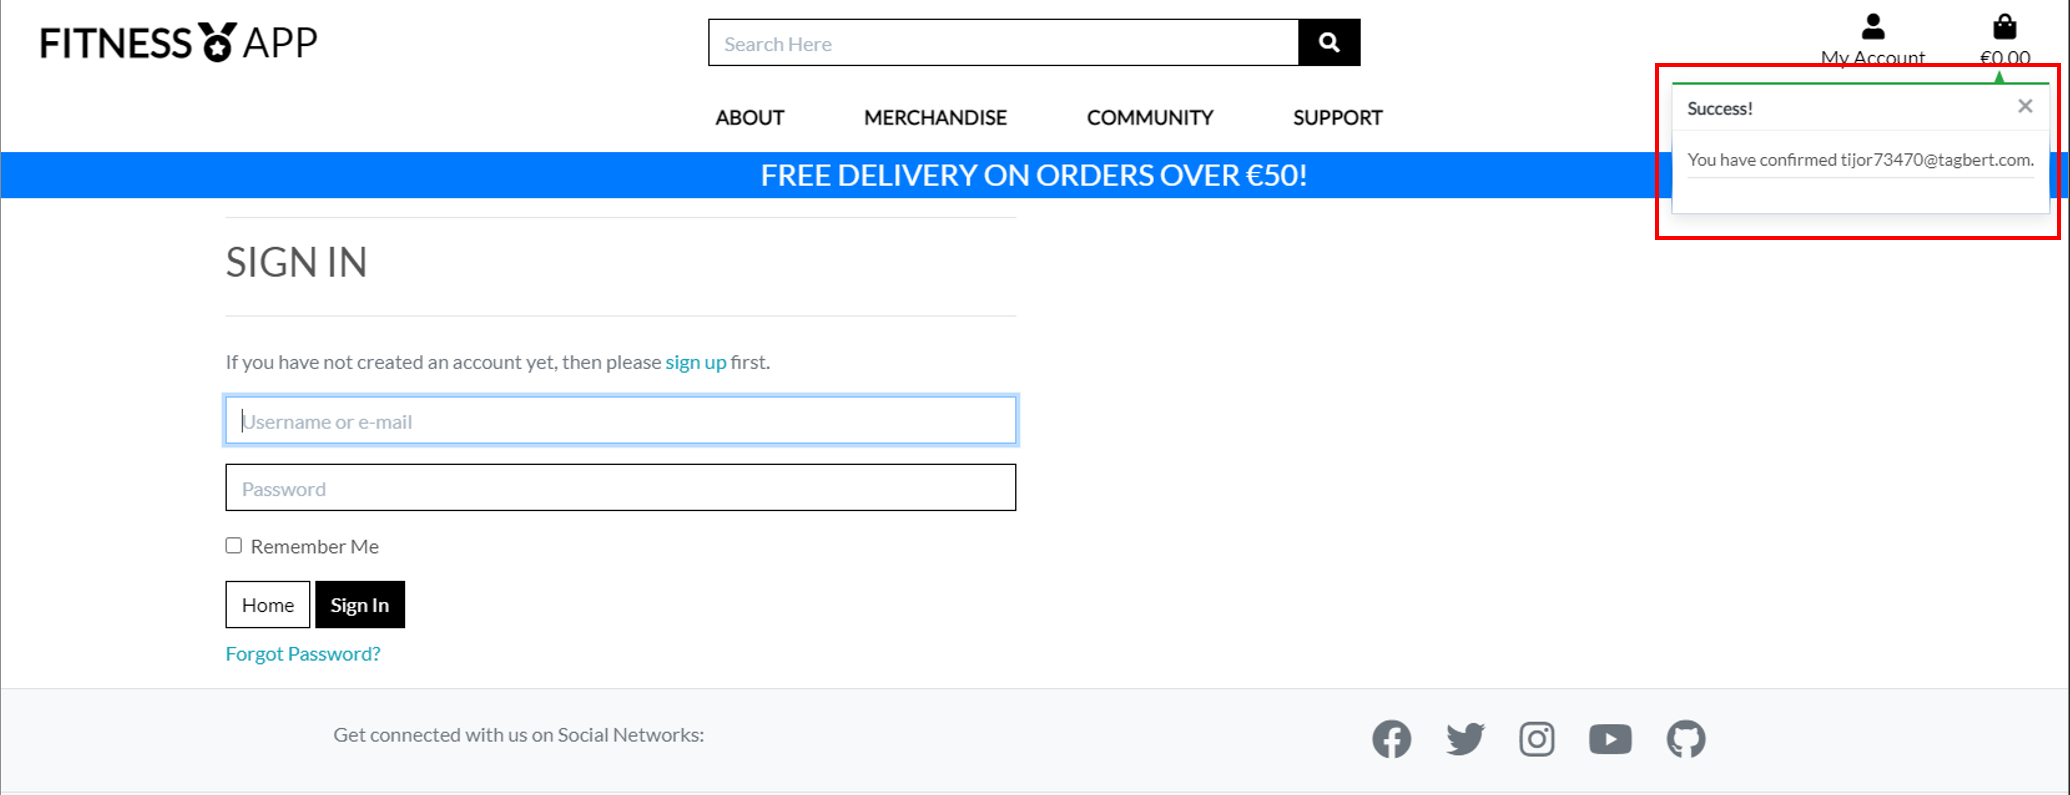 FITNESS APP
Search Here
My Account
€0.00
ABOUT
MERCHANDISE
COMMUNITY
SUPPORT
Success!
×
You have confirmed tijor73470@tagbert.com.
FREE DELIVERY ON ORDERS OVER €50!
SIGN IN
If you have not created an account yet, then please sign up first.
Username or e-mail
Password
Remember Me
Home
Sign In
Forgot Password?
Get connected with us on Social Networks: